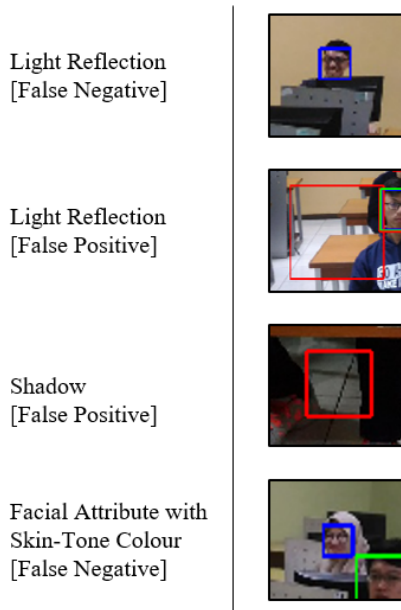 Light Reflection
[False Negative]
Light Reflection
[False Positive]
Shadow
[False Positive]
Facial Attribute with
Skin-Tone Colour
[False Negative]